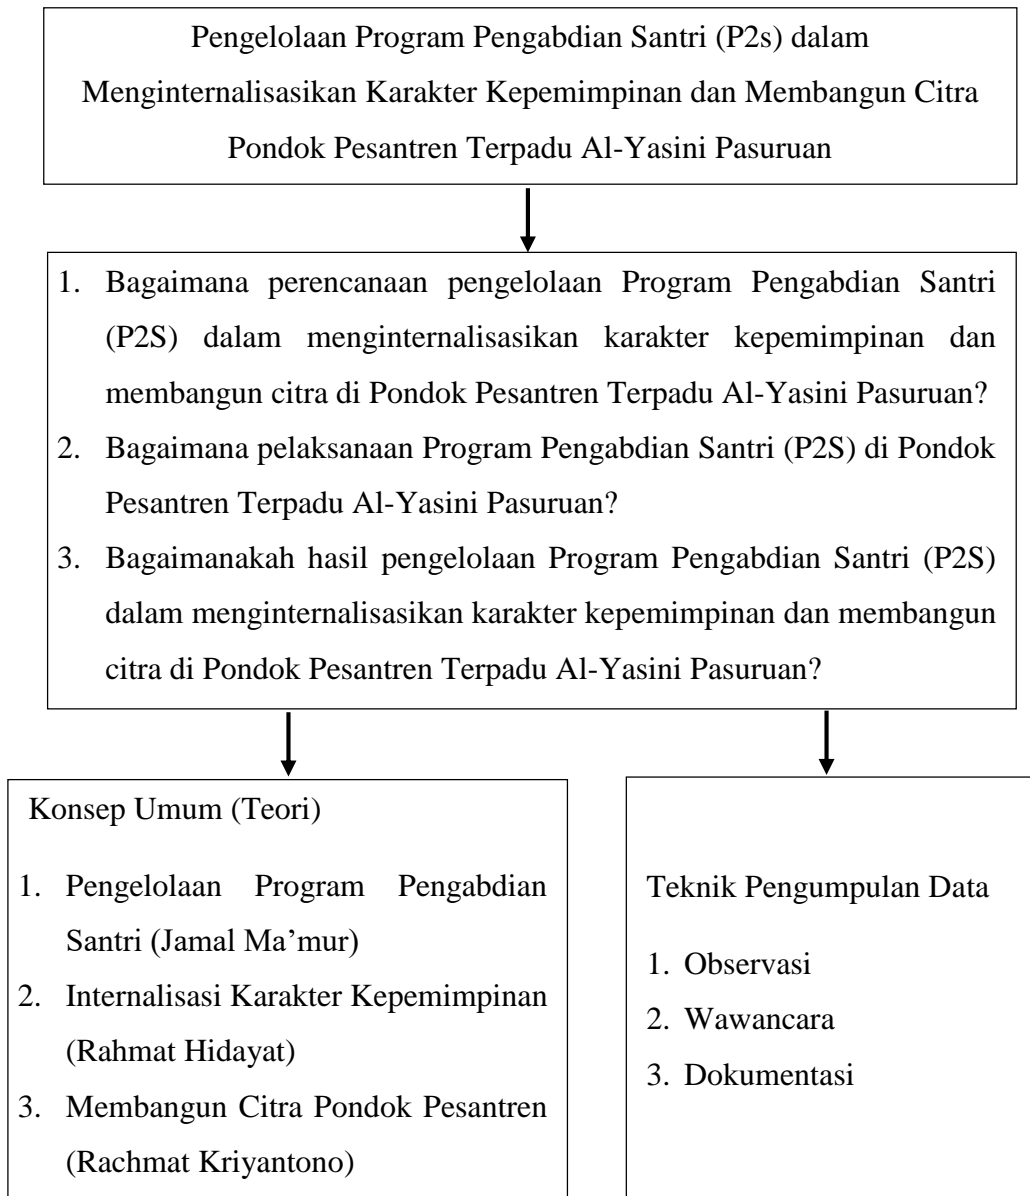 Pengelolaan Program Pengabdian Santri (P2s) dalam
Menginternalisasikan Karakter Kepemimpinan dan Membangun Citra
Pondok Pesantren Terpadu Al-Yasini Pasuruan
1. Bagaimana perencanaan pengelolaan Program Pengabdian Santri
(P2S) dalam menginternalisasikan karakter kepemimpinan dan
membangun citra di Pondok Pesantren Terpadu Al-Yasini Pasuruan?
2. Bagaimana pelaksanaan Program Pengabdian Santri (P2S) di Pondok
Pesantren Terpadu Al-Yasini Pasuruan?
3. Bagaimanakah hasil pengelolaan Program Pengabdian Santri (P2S)
dalam menginternalisasikan karakter kepemimpinan dan membangun
citra di Pondok Pesantren Terpadu Al-Yasini Pasuruan?
Konsep Umum (Teori)
1. Pengelolaan Program Pengabdian
Santri (Jamal Ma’mur)
2. Internalisasi Karakter Kepemimpinan
(Rahmat Hidayat)
3. Membangun Citra Pondok Pesantren
(Rachmat Kriyantono)
Teknik Pengumpulan Data
1. Observasi
2. Wawancara
3. Dokumentasi